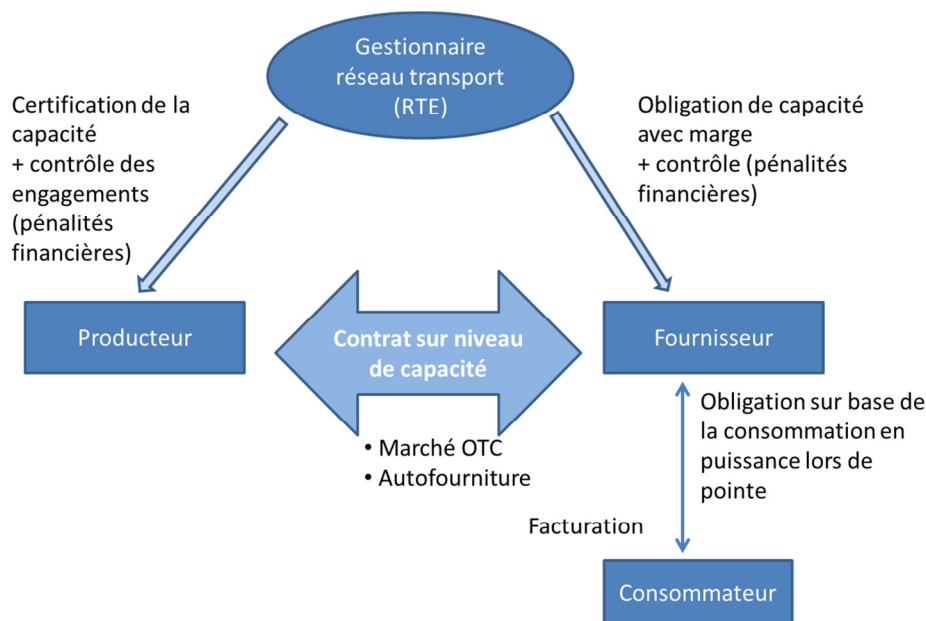 Gestionnaire
réseau transport
(RTE)
Certification de la
capacité
+ contrôle des
engagements
(pénalités
financières)
Obligation de capacité
avec marge
+ contrôle (pénalités
financières)
Producteur
Contrat sur niveau
de capacité
Fournisseur
• Marché OTC
• Autofourniture
Obligation sur base de
la consommation en
puissance lors de
pointe
Facturation
Consommateur